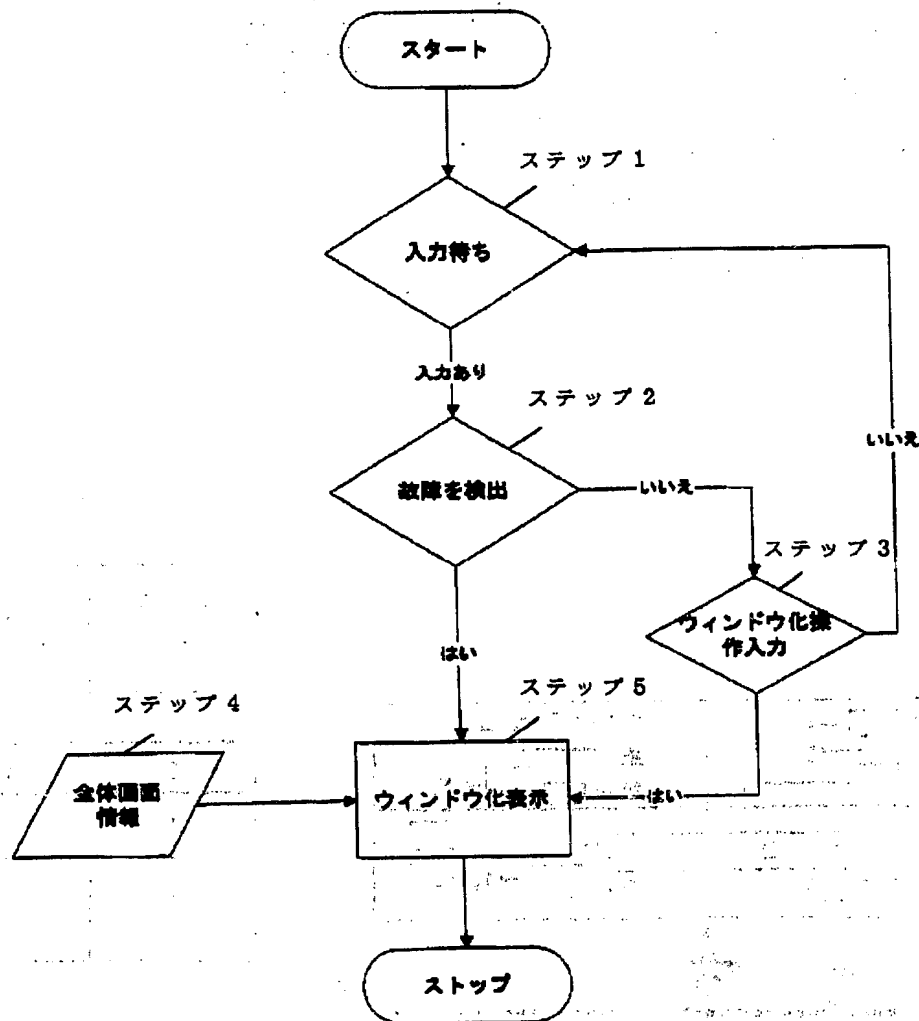 スタート
ステップ 1
入力待ち
入力あり
ステップ 2
故障を検出
いいえ
いいえ
ステップ 3
ウィンドウ化操
作入力
はい
ステップ 4
ステップ 5
全体画面
情報
ウィンドウ化表示
はい
ストップ